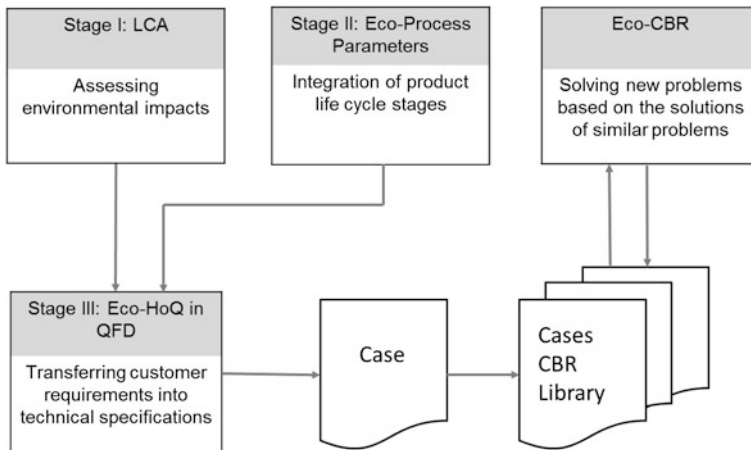 Stage I: LCA
Assessing
environmental impacts
Stage II: Eco-Process
Parameters
Integration of product
life cycle stages
Eco-CBR
Solving new problems
based on the solutions
of similar problems
Stage III: Eco-HoQ in
QFD
Transferring customer
requirements into
technical specifications
Case
Cases
CBR
Library